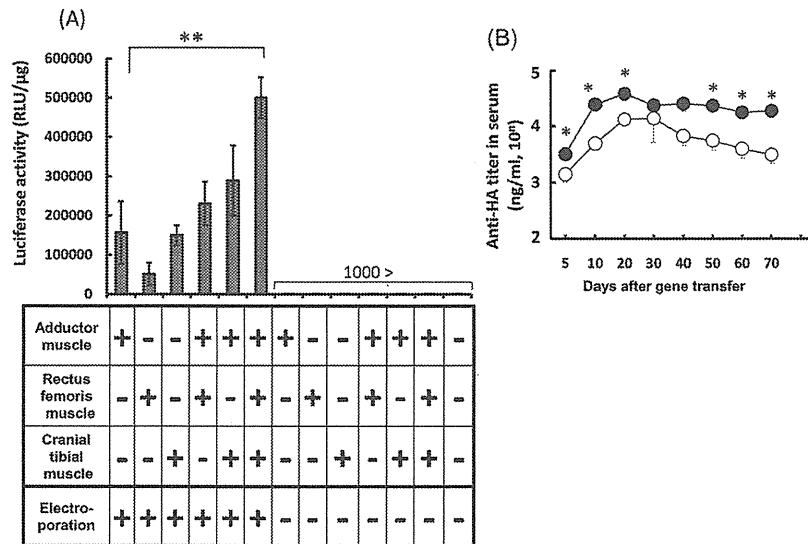 (A)
**
600000
500000
400000
300000
200000
100000
0
Luciferase activity (RLU/µg)
1000 >
Adductor muscle + - - + + + + - - + + + -
Rectus femoris muscle - + - + - + - + - + - + -
Cranial tibial muscle - - + - + + - - + - + + -
Electro-poration + + + + + + - - - - - - -
(B)
5
4
3
2
Anti-HA titer in serum
(ng/ml, 10ⁿ)
* * * * * *
5 10 20 30 40 50 60 70
Days after gene transfer